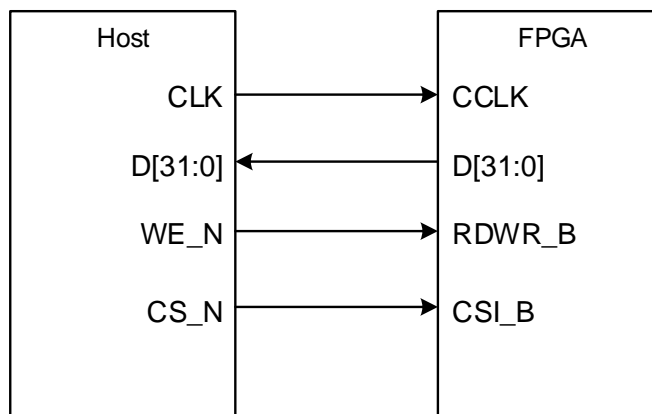 Host FPGA
CLK CCLK
D[31:0] D[31:0]
WE_N RDWR_B
CS_N CSI_B